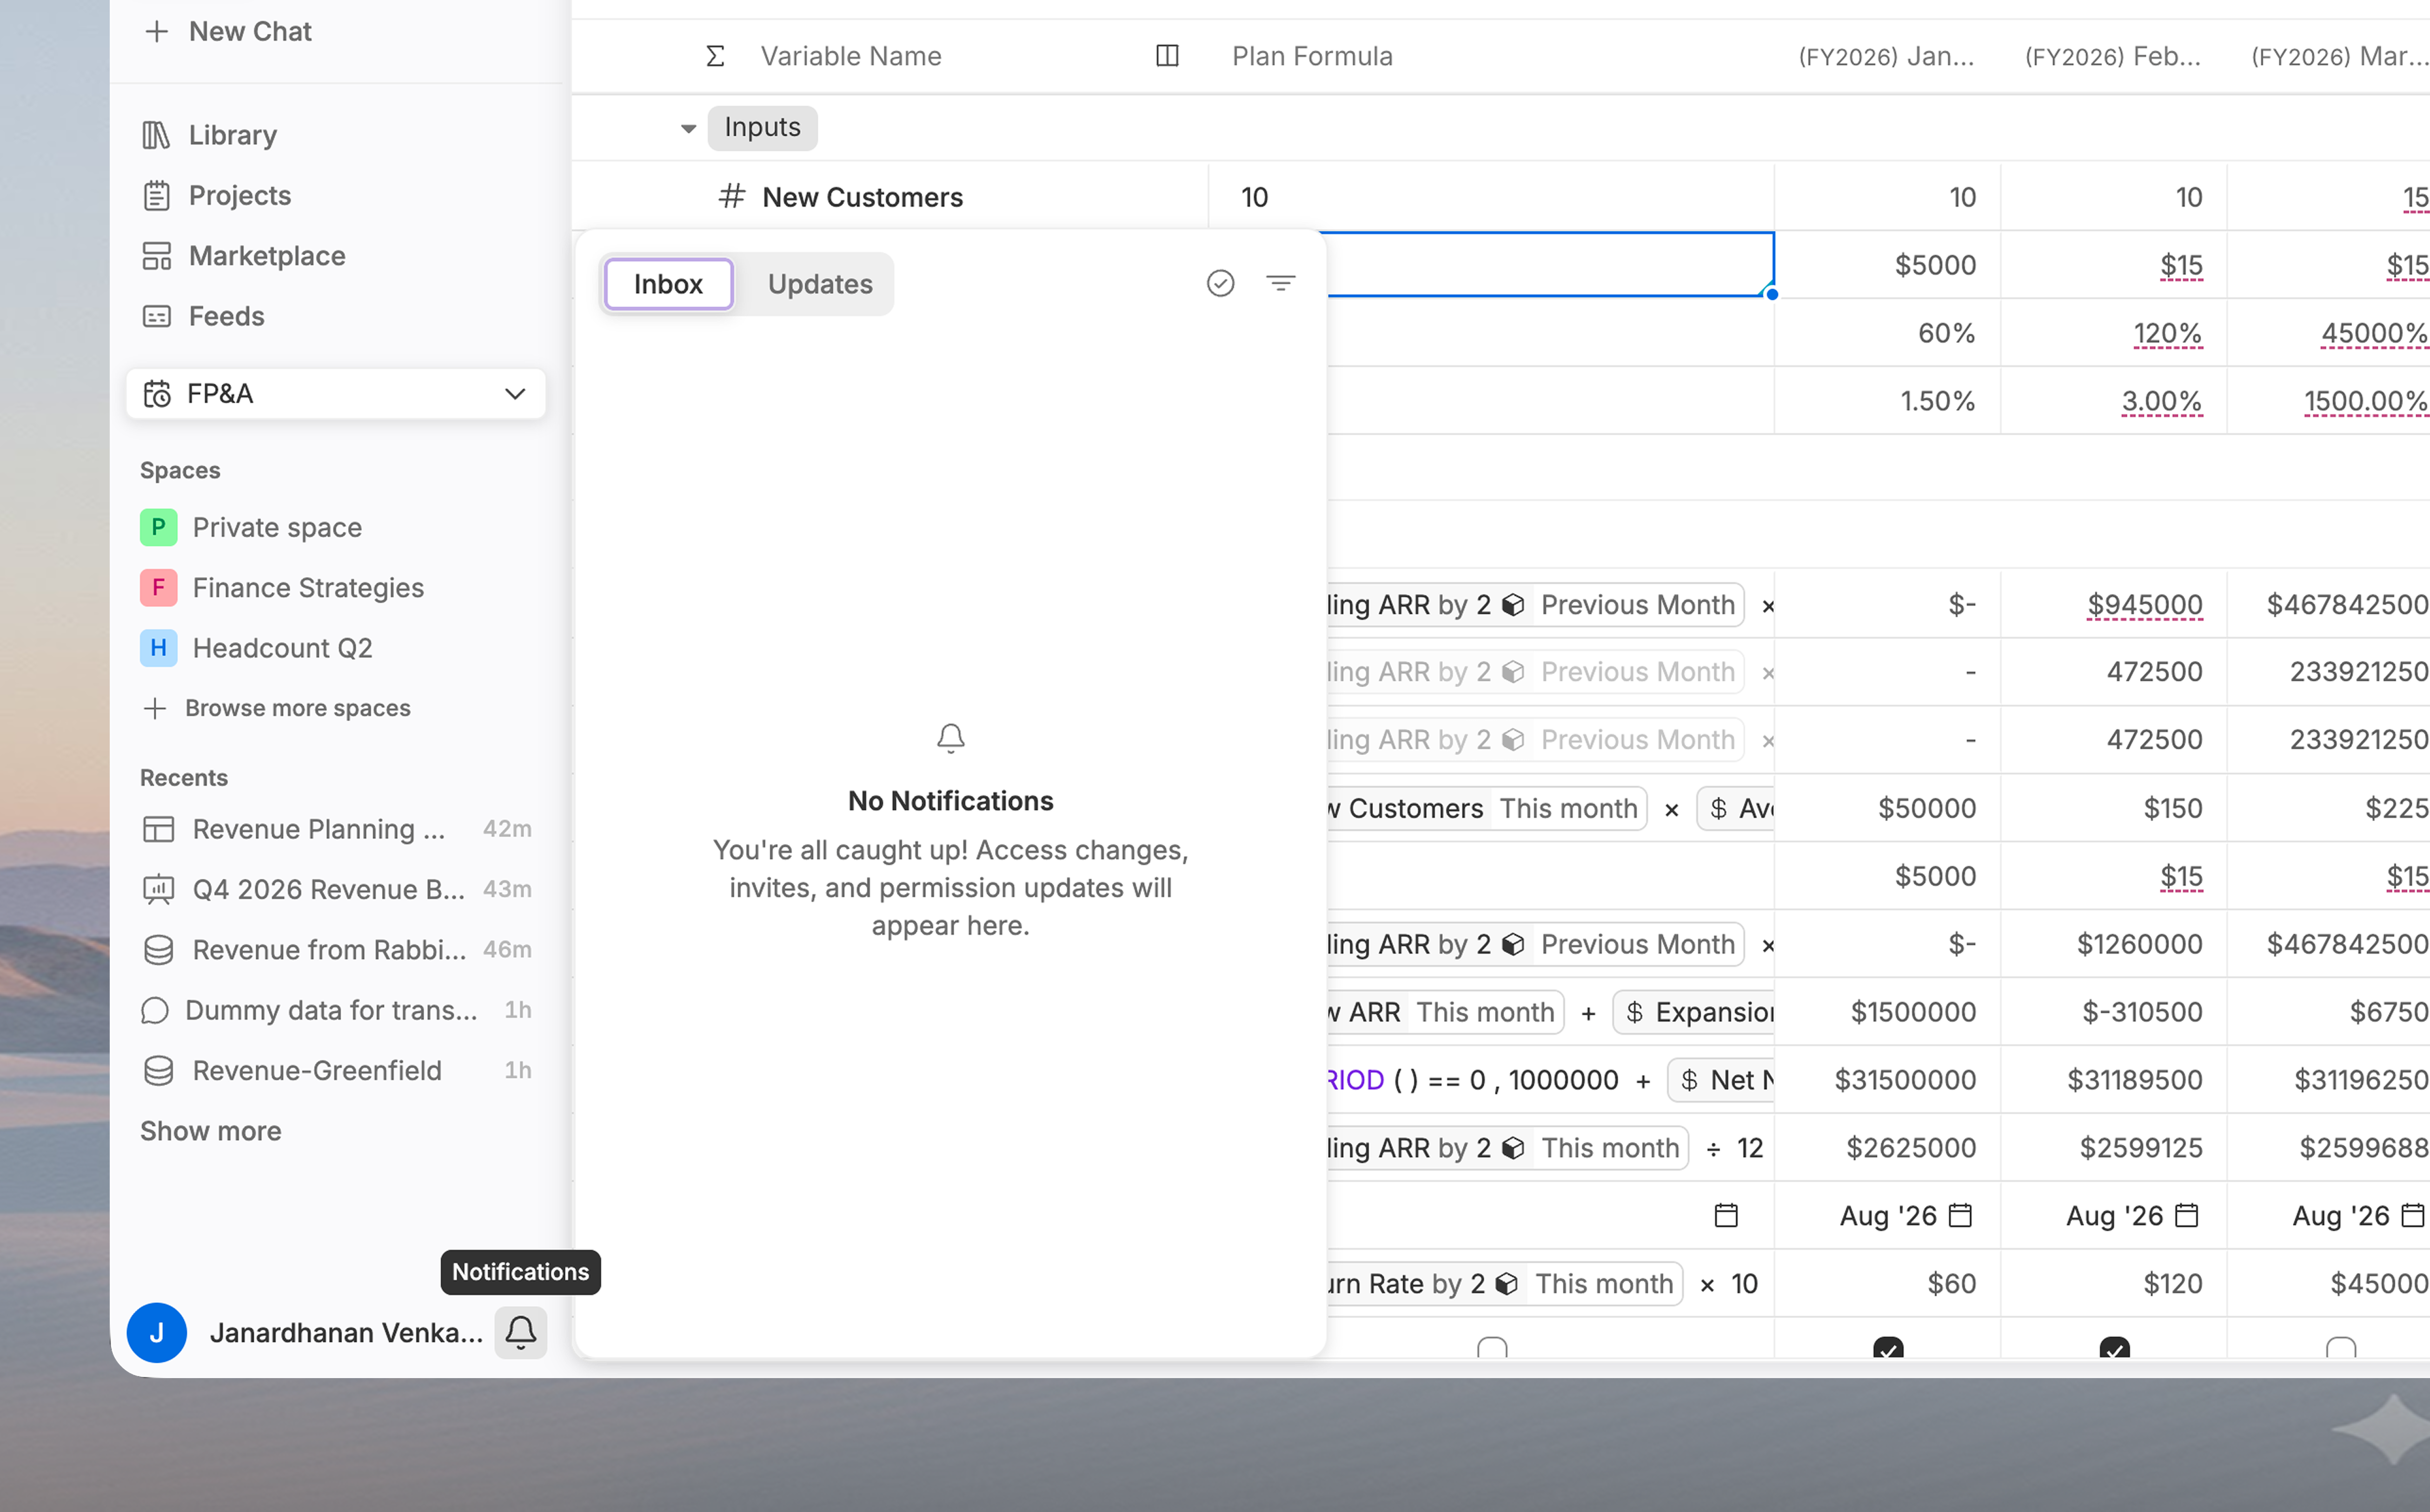 New Chat
Library
Projects
Marketplace
Feeds
FP&A
Spaces
P Private space
F Finance Strategies
H Headcount Q2
Browse more spaces
Recents
Revenue Planning ... 42m
Q4 2026 Revenue B... 43m
Revenue from Rabbi... 46m
Dummy data for trans... 1h
Revenue-Greenfield 1h
Show more
Notifications
J Janardhanan Venka...
Inbox Updates
No Notifications
You're all caught up! Access changes,
invites, and permission updates will
appear here.
Σ Variable Name Plan Formula (FY2026) Jan... (FY2026) Feb... (FY2026) Mar...
Inputs
# New Customers 10 10 10 15
$5000 $15 $15
60% 120% 45000%
1.50% 3.00% 1500.00%
ling ARR by 2 Previous Month × $- $945000 $467842500
ling ARR by 2 Previous Month × - 472500 233921250
ling ARR by 2 Previous Month × - 472500 233921250
w Customers This month × $ Av $50000 $150 $225
$5000 $15 $15
ling ARR by 2 Previous Month × $- $1260000 $467842500
w ARR This month + $ Expansion $1500000 $-310500 $6750
RIOD ( ) == 0 , 1000000 + $ Net N $31500000 $31189500 $31196250
ling ARR by 2 This month ÷ 12 $2625000 $2599125 $2599688
Aug '26 Aug '26 Aug '26
urn Rate by 2 This month × 10 $60 $120 $45000